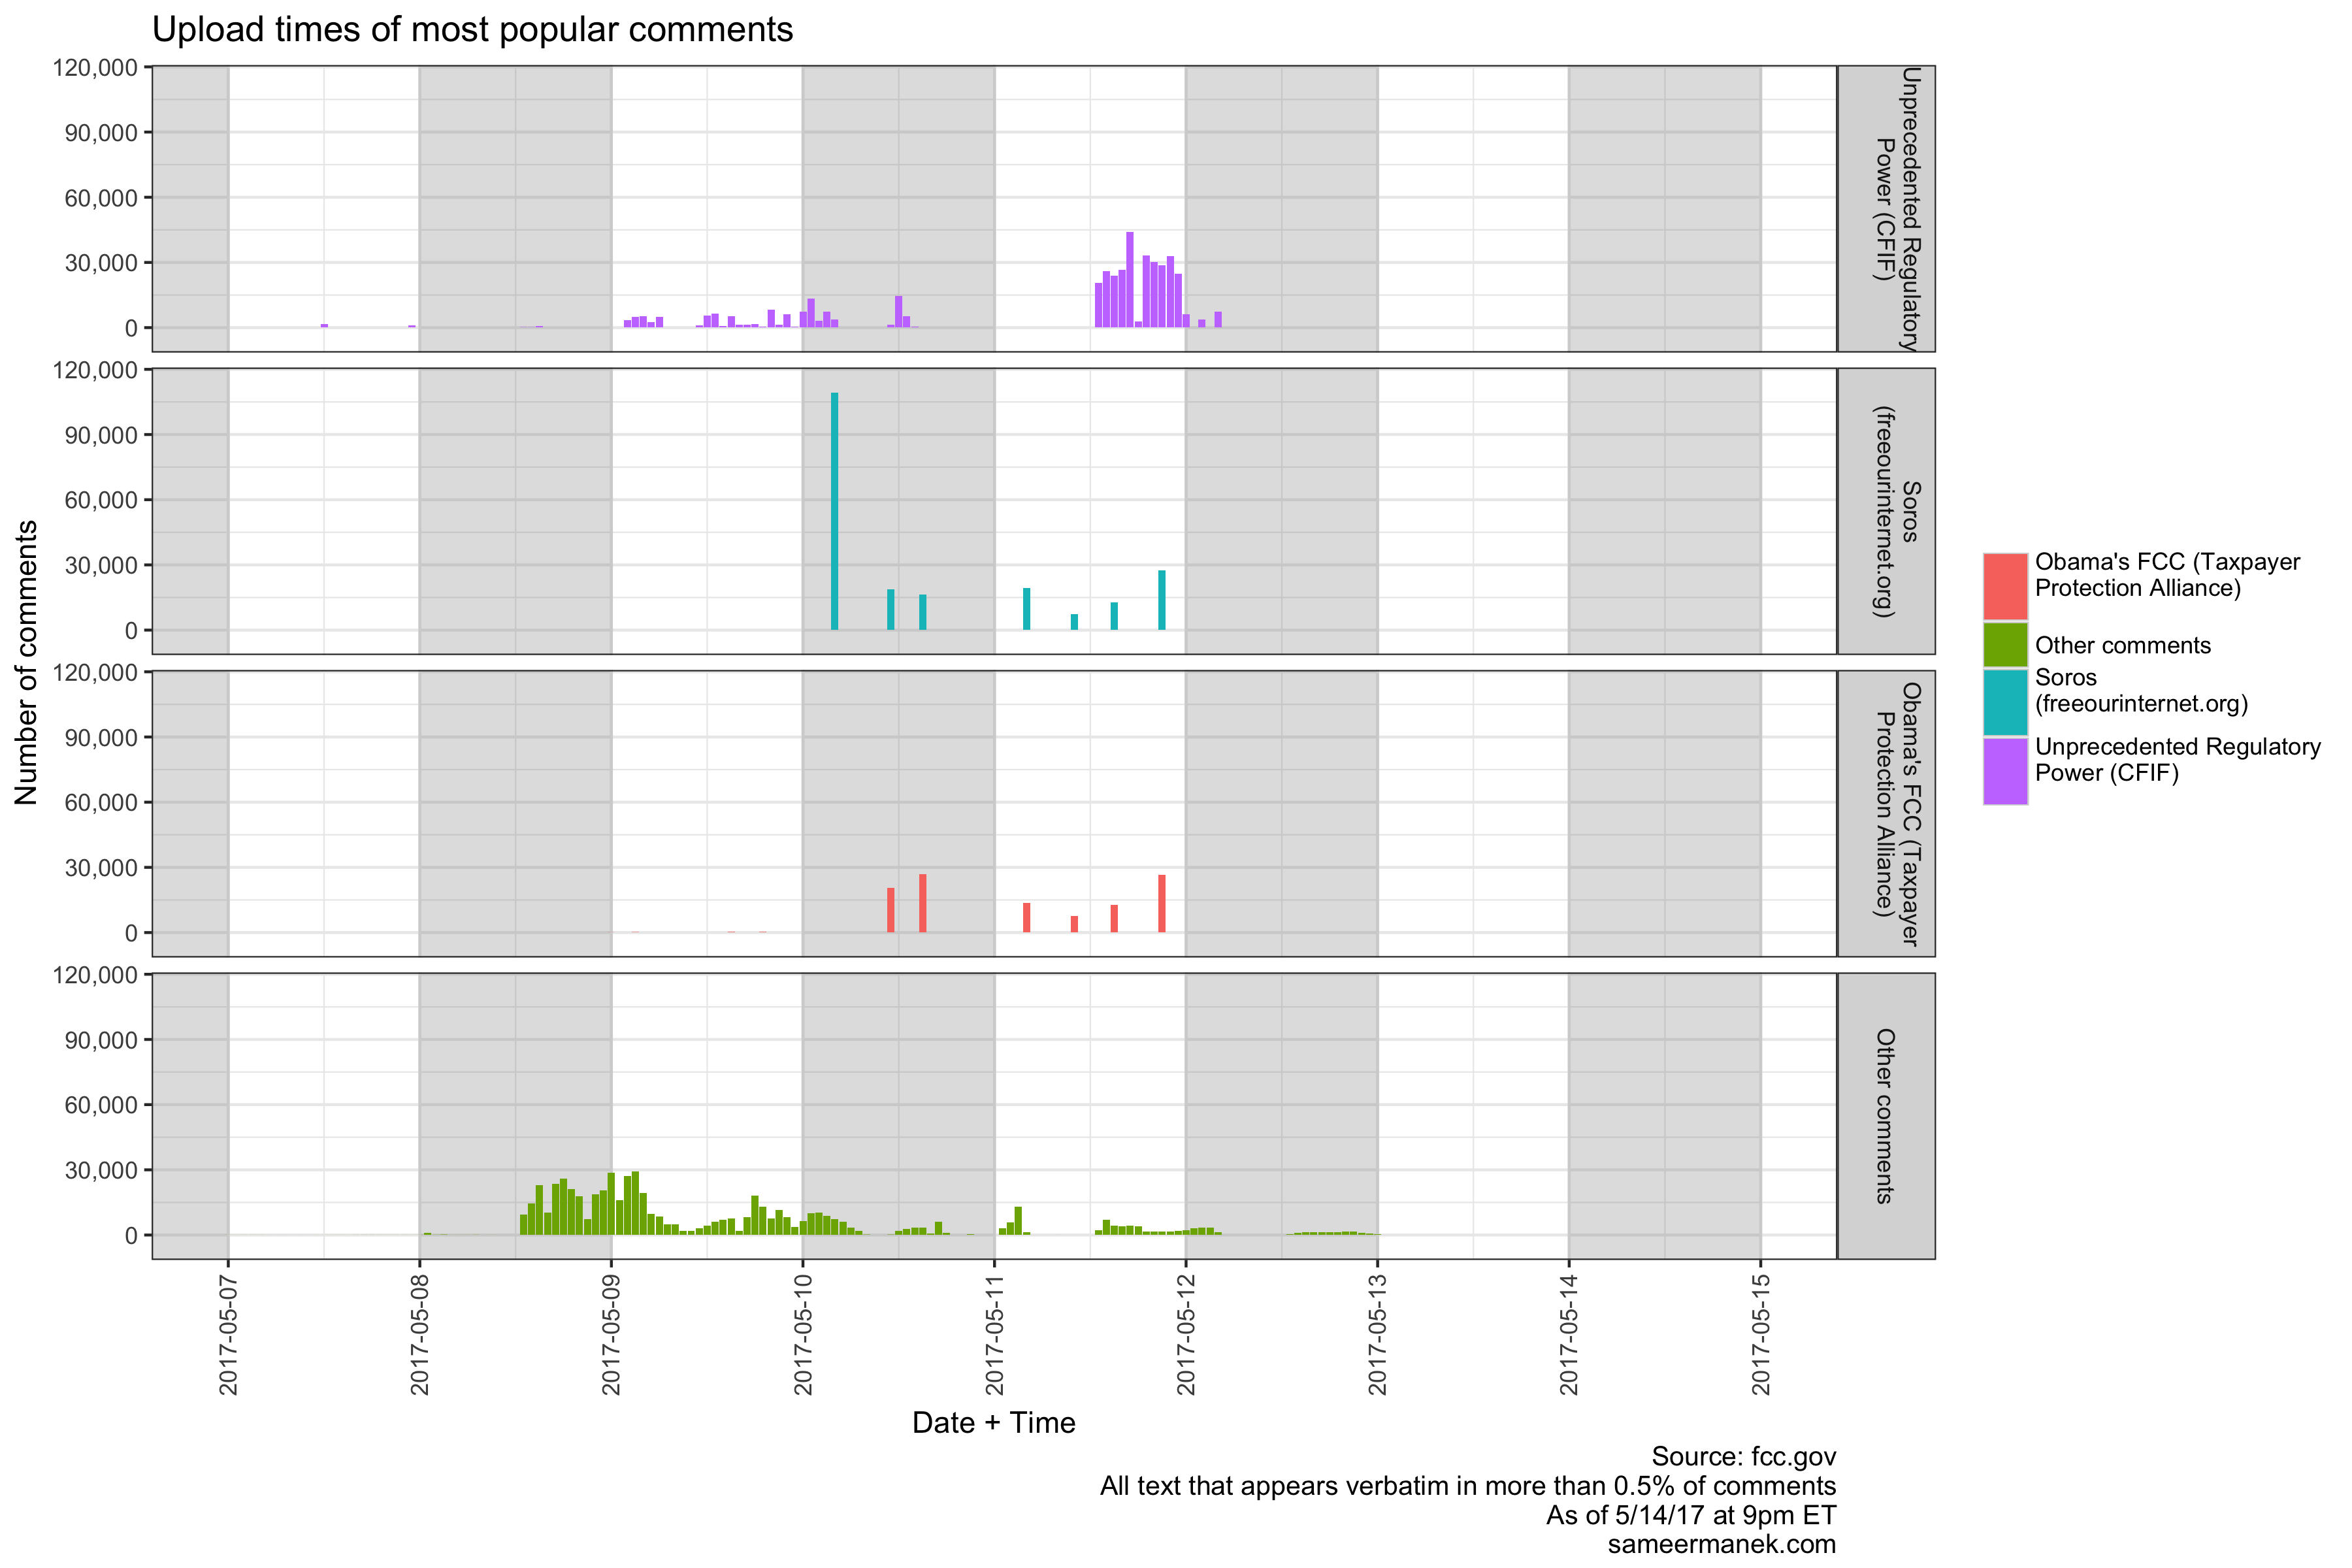 Upload times of most popular comments
Number of comments
120,000
90,000
60,000
30,000
0
Unprecedented Regulatory
Power (CFIF)
120,000
90,000
60,000
30,000
0
Soros
(freeourinternet.org)
120,000
90,000
60,000
30,000
0
Obama's FCC (Taxpayer
Protection Alliance)
120,000
90,000
60,000
30,000
0
Other comments
2017-05-07
2017-05-08
2017-05-09
2017-05-10
2017-05-11
2017-05-12
2017-05-13
2017-05-14
2017-05-15
Date + Time
Obama's FCC (Taxpayer
Protection Alliance)
Other comments
Soros
(freeourinternet.org)
Unprecedented Regulatory
Power (CFIF)
Source: fcc.gov
All text that appears verbatim in more than 0.5% of comments
As of 5/14/17 at 9pm ET
sameermanek.com